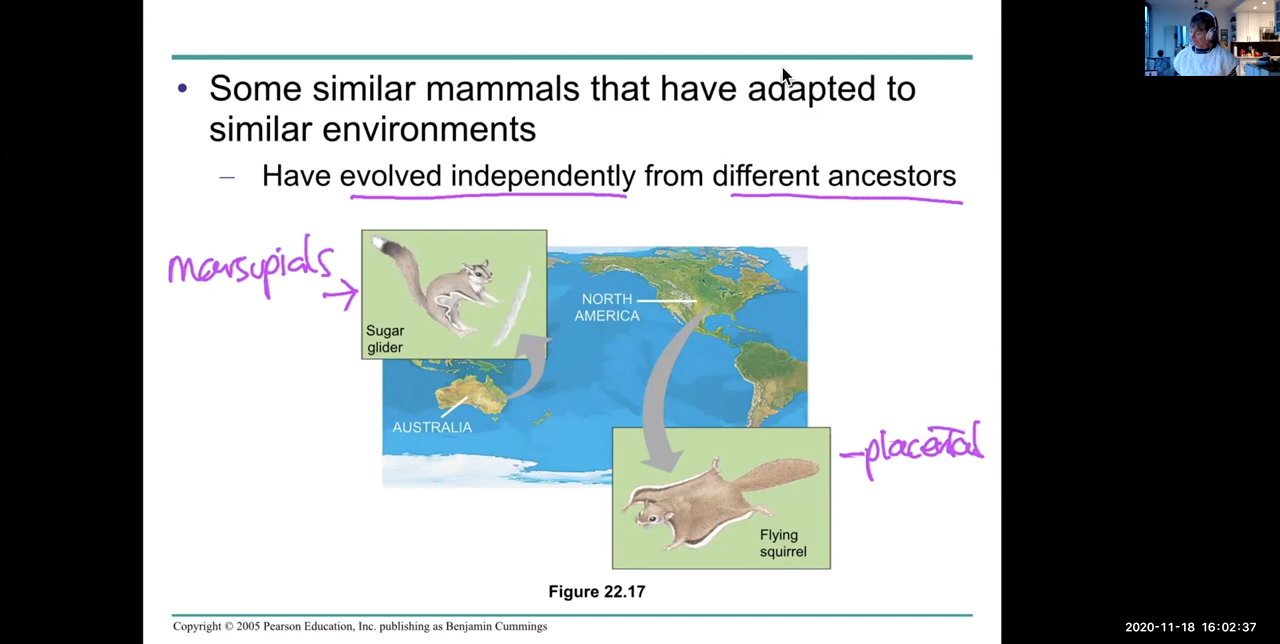 • Some similar mammals that have adapted to
similar environments
– Have evolved independently from different ancestors
marsupials
Sugar
glider
NORTH
AMERICA
AUSTRALIA
–placental
Flying
squirrel
Figure 22.17
Copyright © 2005 Pearson Education, Inc. publishing as Benjamin Cummings
2020-11-18 16:02:37